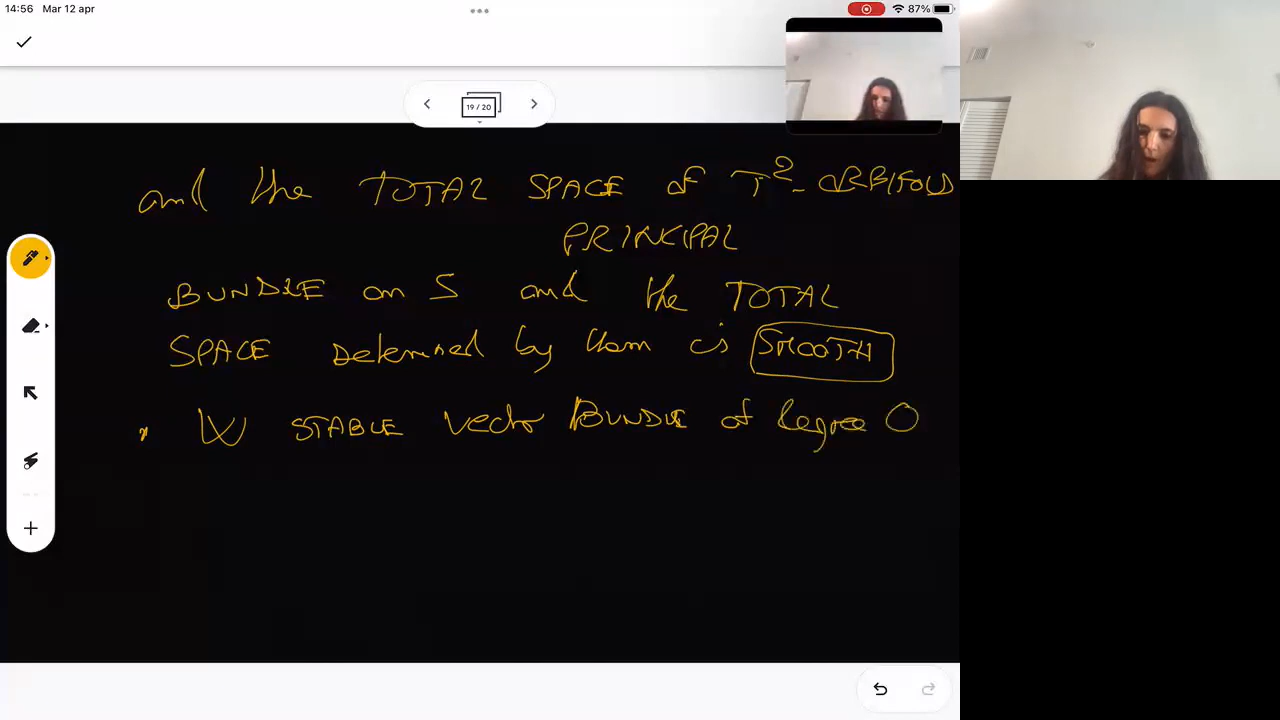 14:56 Mar 12 apr
87%
19 / 20
and the TOTAL SPACE of T²- ORBIFOLD
PRINCIPAL
BUNDLE on S and the TOTAL
SPACE Determined by them is SMOOTH
• W STABLE Vector BUNDLE of degree 0